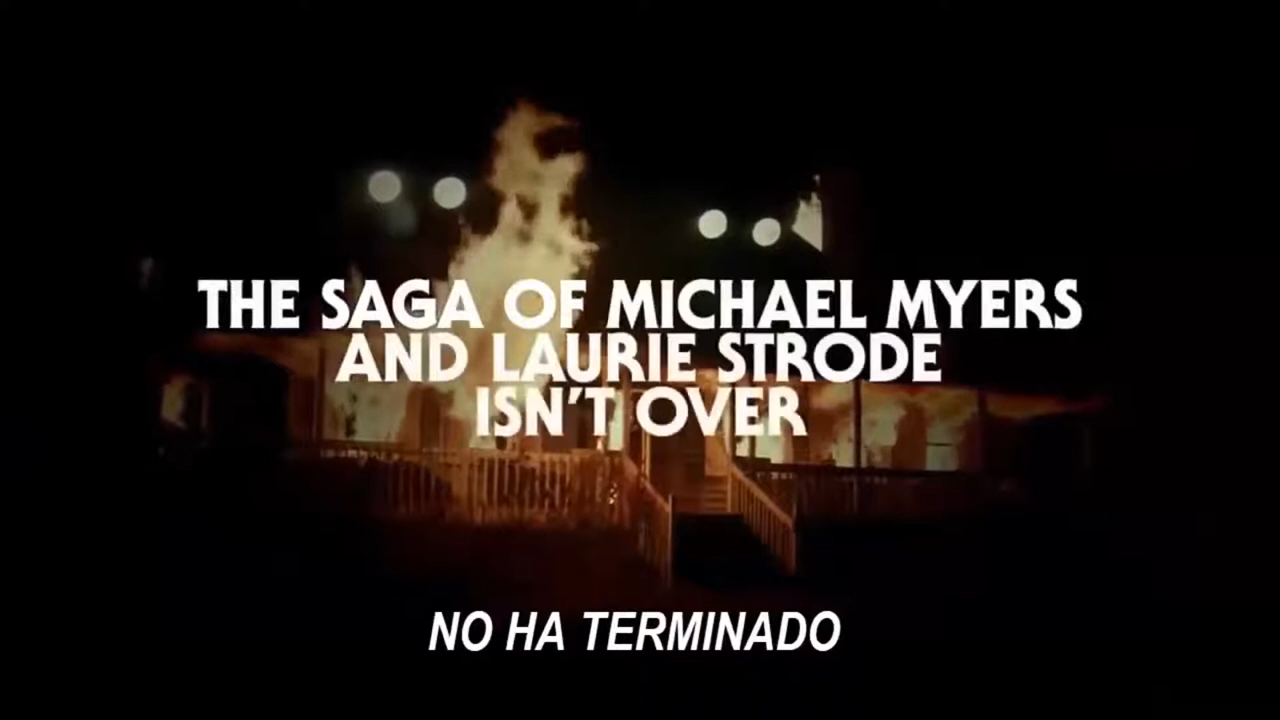 THE SAGA OF MICHAEL MYERS
AND LAURIE STRODE
ISN'T OVER
NO HA TERMINADO